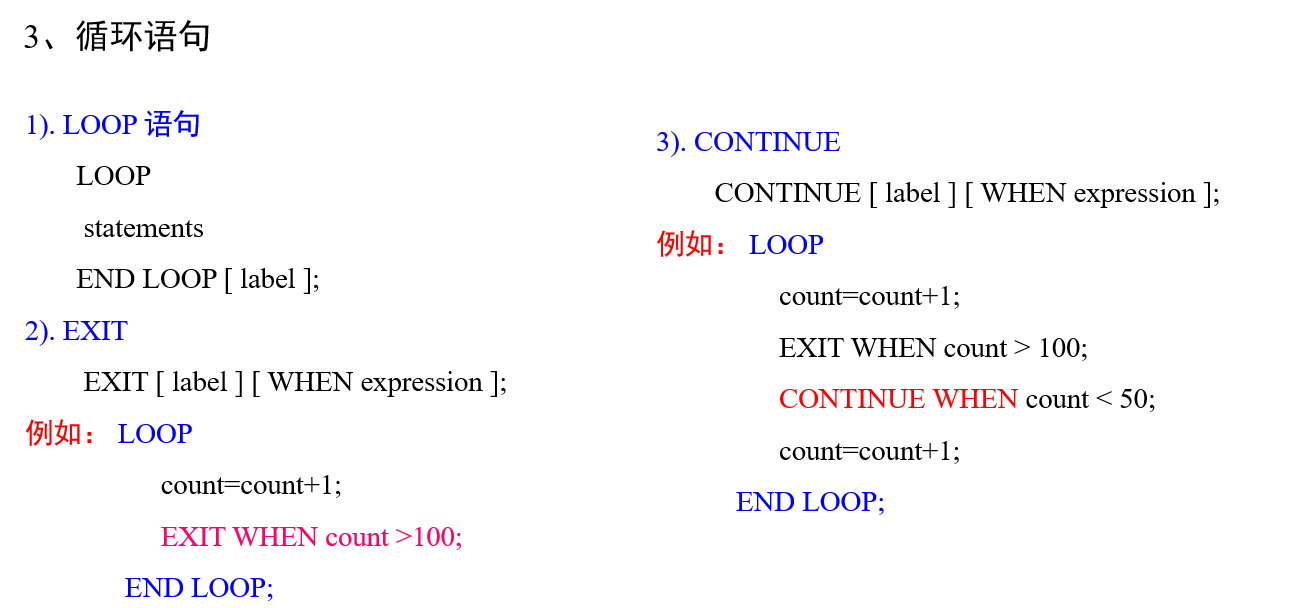 3、循环语句
1). LOOP 语句
LOOP
statements
END LOOP [ label ];
2). EXIT
EXIT [ label ] [ WHEN expression ];
例如： LOOP
count=count+1;
EXIT WHEN count >100;
END LOOP;
3). CONTINUE
CONTINUE [ label ] [ WHEN expression ];
例如： LOOP
count=count+1;
EXIT WHEN count > 100;
CONTINUE WHEN count < 50;
count=count+1;
END LOOP;